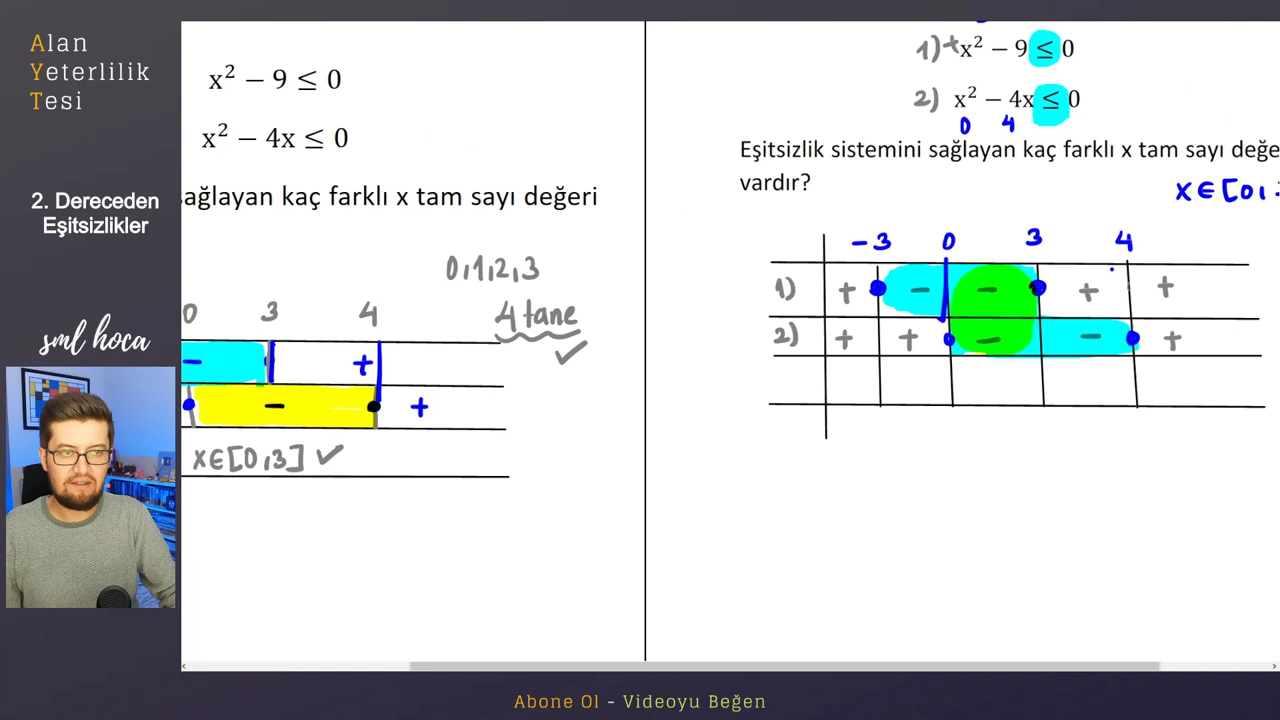 Alan
Yeterlilik
Tesi
2. Dereceden
Eşitsizlikler
sml hoca
x² − 9 ≤ 0
x² − 4x ≤ 0
sağlayan kaç farklı x tam sayı değeri
0,1,2,3
4 tane
0 3 4
− +
− +
x∈[0,3] ✓
1) +x² − 9 ≤ 0
2) x² − 4x ≤ 0
0 4
Eşitsizlik sistemini sağlayan kaç farklı x tam sayı değe
vardır?
x∈[0,
−3 0 3 4
1) + − − + +
2) + + − − +
Abone Ol - Videoyu Beğen